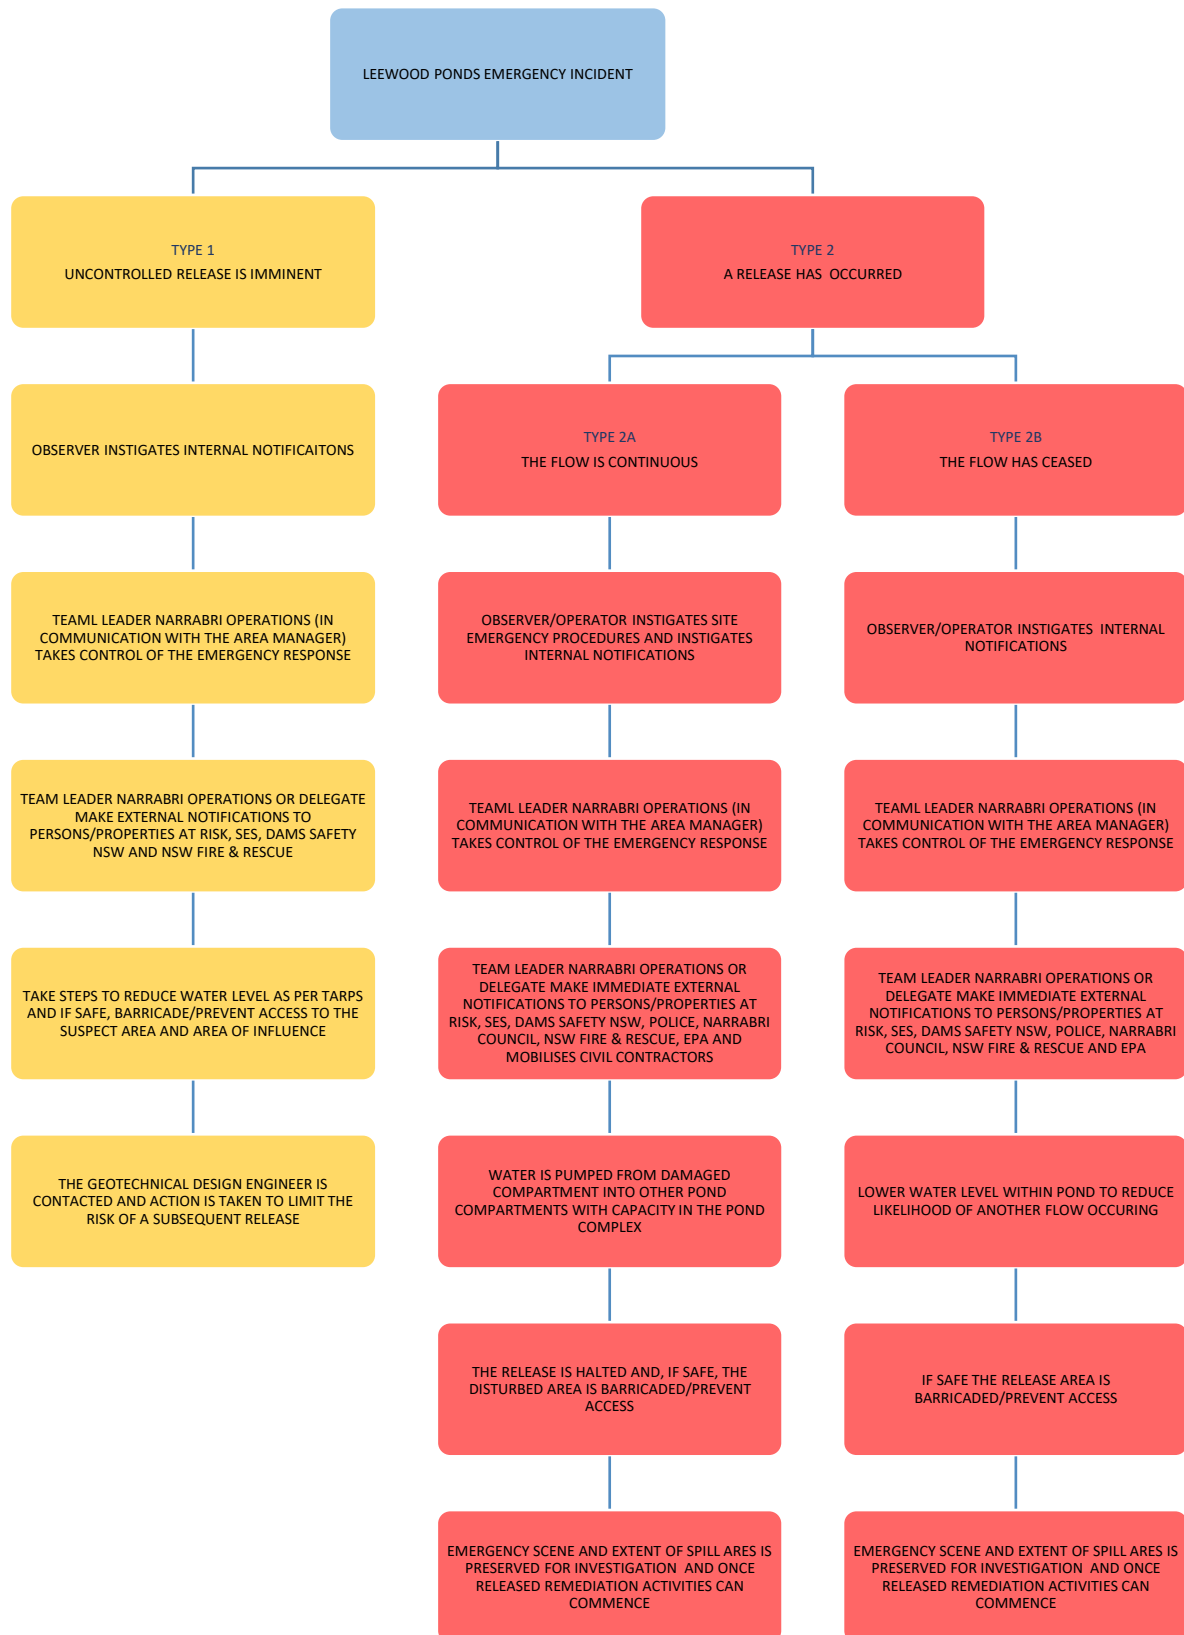 LEEWOOD PONDS EMERGENCY INCIDENT
TYPE 1
UNCONTROLLED RELEASE IS IMMINENT
OBSERVER INSTIGATES INTERNAL NOTIFICAITONS
TEAML LEADER NARRABRI OPERATIONS (IN
COMMUNICATION WITH THE AREA MANAGER)
TAKES CONTROL OF THE EMERGENCY RESPONSE
TEAM LEADER NARRABRI OPERATIONS OR DELEGATE
MAKE EXTERNAL NOTIFICATIONS TO
PERSONS/PROPERTIES AT RISK, SES, DAMS SAFETY
NSW AND NSW FIRE & RESCUE
TAKE STEPS TO REDUCE WATER LEVEL AS PER TARPS
AND IF SAFE, BARRICADE/PREVENT ACCESS TO THE
SUSPECT AREA AND AREA OF INFLUENCE
THE GEOTECHNICAL DESIGN ENGINEER IS
CONTACTED AND ACTION IS TAKEN TO LIMIT THE
RISK OF A SUBSEQUENT RELEASE
TYPE 2
A RELEASE HAS  OCCURRED
TYPE 2A
THE FLOW IS CONTINUOUS
OBSERVER/OPERATOR INSTIGATES SITE
EMERGENCY PROCEDURES AND INSTIGATES
INTERNAL NOTIFICATIONS
TEAML LEADER NARRABRI OPERATIONS (IN
COMMUNICATION WITH THE AREA MANAGER)
TAKES CONTROL OF THE EMERGENCY RESPONSE
TEAM LEADER NARRABRI OPERATIONS OR
DELEGATE MAKE IMMEDIATE EXTERNAL
NOTIFICATIONS TO PERSONS/PROPERTIES AT
RISK, SES, DAMS SAFETY NSW, POLICE, NARRABRI
COUNCIL, NSW FIRE & RESCUE, EPA AND
MOBILISES CIVIL CONTRACTORS
WATER IS PUMPED FROM DAMAGED
COMPARTMENT INTO OTHER POND
COMPARTMENTS WITH CAPACITY IN THE POND
COMPLEX
THE RELEASE IS HALTED AND, IF SAFE, THE
DISTURBED AREA IS BARRICADED/PREVENT
ACCESS
EMERGENCY SCENE AND EXTENT OF SPILL ARES IS
PRESERVED FOR INVESTIGATION  AND ONCE
RELEASED REMEDIATION ACTIVITIES CAN
COMMENCE
TYPE 2B
THE FLOW HAS CEASED
OBSERVER/OPERATOR INSTIGATES  INTERNAL
NOTIFICATIONS
TEAML LEADER NARRABRI OPERATIONS (IN
COMMUNICATION WITH THE AREA MANAGER)
TAKES CONTROL OF THE EMERGENCY RESPONSE
TEAM LEADER NARRABRI OPERATIONS OR
DELEGATE MAKE IMMEDIATE EXTERNAL
NOTIFICATIONS TO PERSONS/PROPERTIES AT
RISK, SES, DAMS SAFETY NSW, POLICE, NARRABRI
COUNCIL, NSW FIRE & RESCUE AND EPA
LOWER WATER LEVEL WITHIN POND TO REDUCE
LIKELIHOOD OF ANOTHER FLOW OCCURING
IF SAFE THE RELEASE AREA IS
BARRICADED/PREVENT ACCESS
EMERGENCY SCENE AND EXTENT OF SPILL ARES IS
PRESERVED FOR INVESTIGATION  AND ONCE
RELEASED REMEDIATION ACTIVITIES CAN
COMMENCE